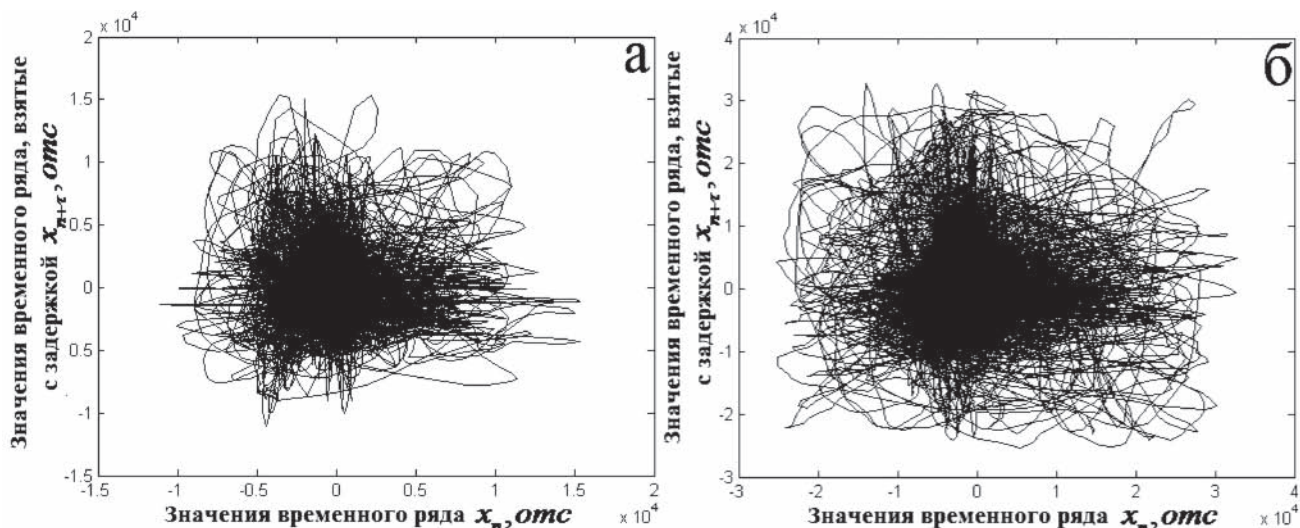 x 10⁴
2
1.5
1
0.5
0
0.5
-1
-1.5
-1.5
-1
-0.5
0
0.5
1
1.5
2
x 10⁴
а
Значения временного ряда, взятые
с задержкой x_{n+τ}, отс
Значения временного ряда x_n, отс
x 10⁴
4
3
2
1
0
-1
-2
-3
-3
-2
-1
0
1
2
3
4
x 10⁴
б
Значения временного ряда, взятые
с задержкой x_{n+τ}, отс
Значения временного ряда x_n, отс